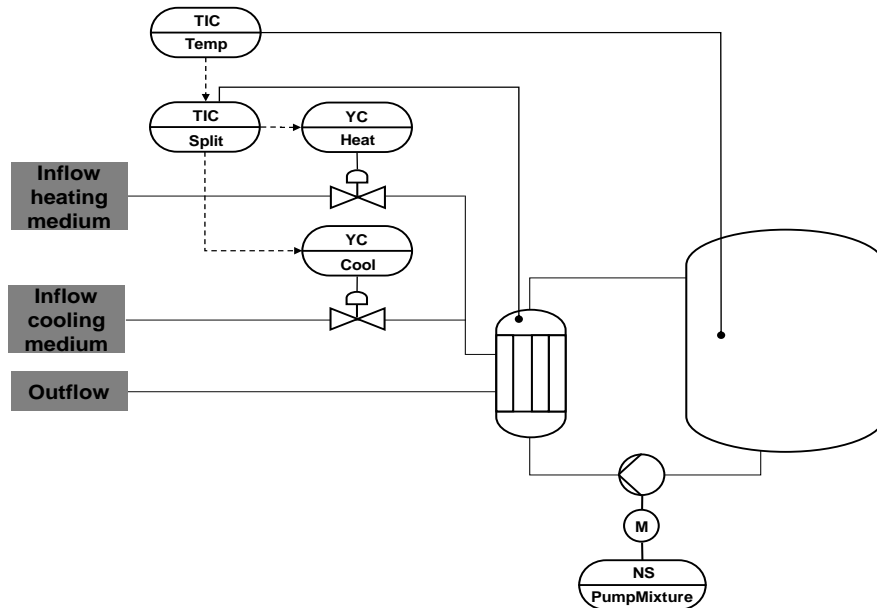 TIC
Temp
TIC
Split
YC
Heat
Inflow
heating
medium
YC
Cool
Inflow
cooling
medium
Outflow
M
NS
PumpMixture